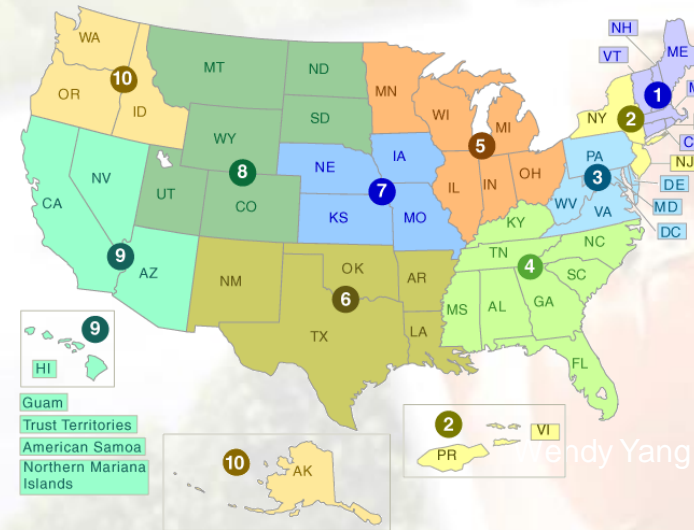 NH
VT
ME
WA
MT
ND
MN
OR
ID
10
SD
WI
MI
1
NY
2
WY
5
NE
IA
PA
NJ
NV
UT
8
CO
7
IL
IN
OH
3
DE
CA
KS
MO
WV
VA
MD
KY
DC
9
AZ
NM
OK
AR
TN
NC
4
SC
6
TX
LA
MS
AL
GA
FL
9
HI
Guam
Trust Territories
American Samoa
Northern Mariana
Islands
10
AK
2
VI
PR
endy Yang